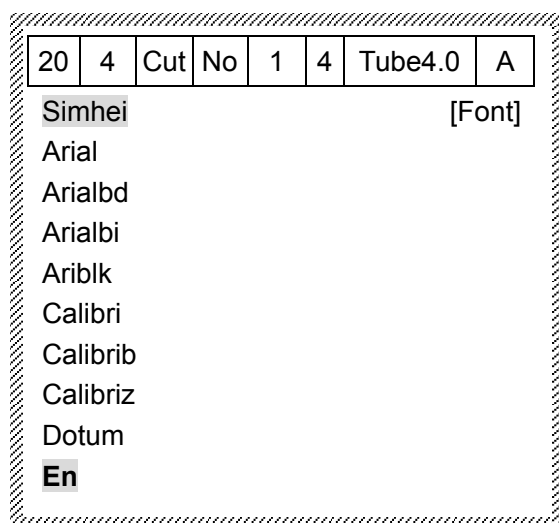 20 4 Cut No 1 4 Tube4.0 A
Simhei [Font]
Arial
Arialbd
Arialbi
Ariblk
Calibri
Calibrib
Calibriz
Dotum
En